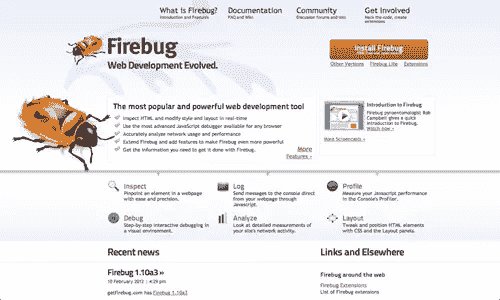 What is Firebug?
Introduction and Features
Documentation
FAQ and Wiki
Community
Discussion forums and lists
Get Involved
Hack the code, create extensions
Firebug
Web Development Evolved.
Install Firebug
Other Versions Firebug Lite Extensions
The most popular and powerful web development tool
Inspect HTML and modify style and layout in real-time
Use the most advanced JavaScript debugger available for any browser
Accurately analyze network usage and performance
Extend Firebug and add features to make Firebug even more powerful
Get the information you need to get it done with Firebug.
More
Features »
Introduction to Firebug
Firebug pyroentomologist Rob
Campbell gives a quick
introduction to Firebug.
Watch now »
More Screencasts »
Inspect
Pinpoint an element in a webpage
with ease and precision.
Log
Send messages to the console direct
from your webpage through
Javascript.
Profile
Measure your Javascript performance
in the Console's Profiler.
Debug
Step-by-step interactive debugging in
a visual environment.
Analyze
Look at detailed measurements of
your site's network activity.
Layout
Tweak and position HTML elements
with CSS and the Layout panels.
Recent news
Firebug 1.10a3 »
10 February 2012 | 4:29 pm
getfirebug.com has Firebug 1.10a3
Links and Elsewhere
Firebug around the web
Firebug Extensions
List of Firebug extensions